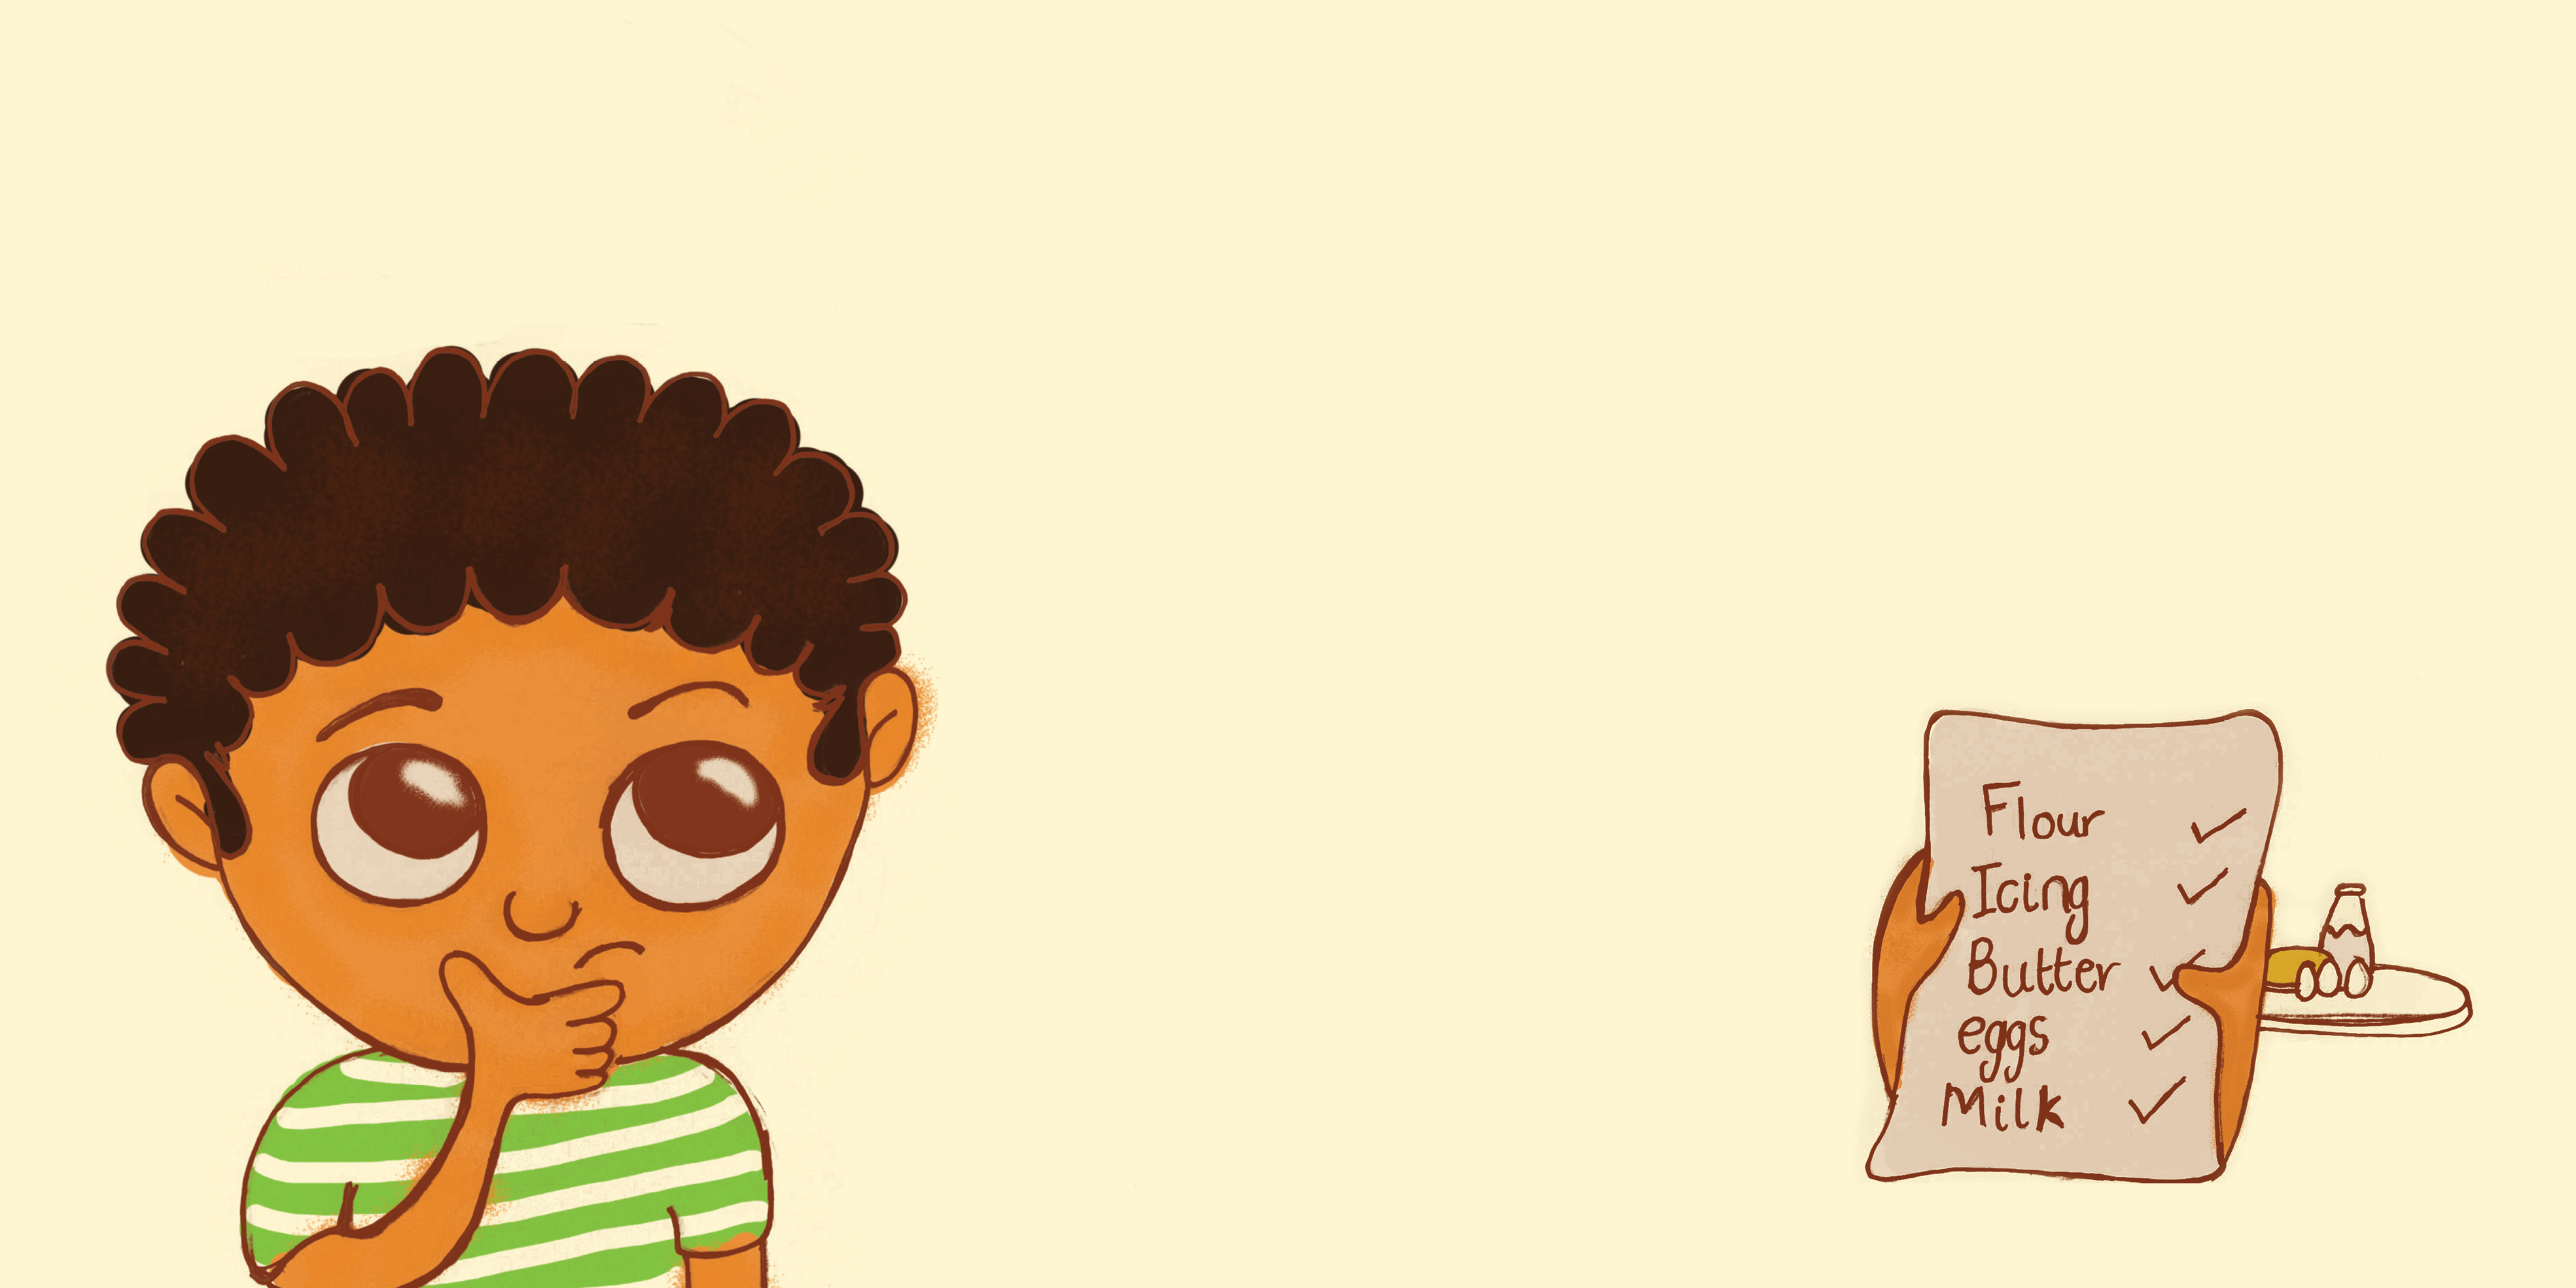 Flour ✓
Icing ✓
Butter ✓
eggs ✓
Milk ✓